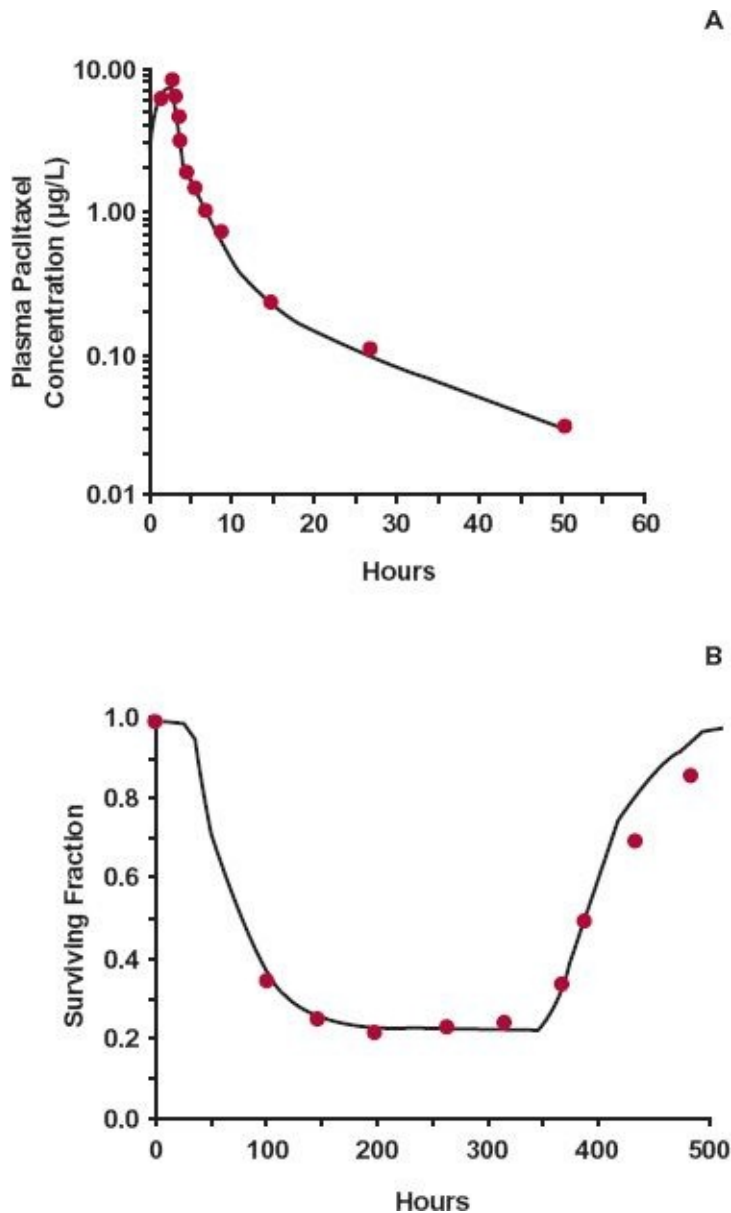 A
Plasma Paclitaxel
Concentration (µg/L)
10.00
1.00
0.10
0.01
0 10 20 30 40 50 60
Hours
B
Surviving Fraction
1.0
0.8
0.6
0.4
0.2
0.0
0 100 200 300 400 500
Hours